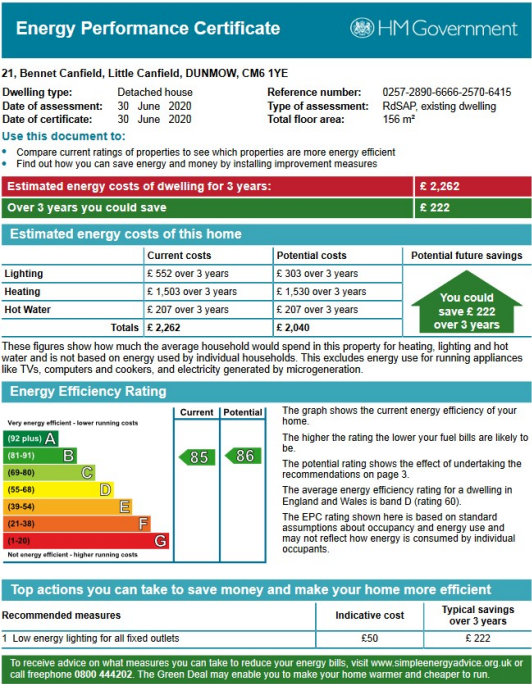 Energy Performance Certificate
HM Government
21, Bennet Canfield, Little Canfield, DUNMOW, CM6 1YE
Dwelling type: Detached house
Reference number: 0257-2890-6666-2570-6415
Date of assessment: 30 June 2020
Type of assessment: RdSAP, existing dwelling
Date of certificate: 30 June 2020
Total floor area: 156 m²
Use this document to:
• Compare current ratings of properties to see which properties are more energy efficient
• Find out how you can save energy and money by installing improvement measures
Estimated energy costs of dwelling for 3 years: £ 2,262
Over 3 years you could save £ 222
Estimated energy costs of this home
Current costs Potential costs Potential future savings
Lighting £ 552 over 3 years £ 303 over 3 years
Heating £ 1,503 over 3 years £ 1,530 over 3 years
Hot Water £ 207 over 3 years £ 207 over 3 years
Totals £ 2,262 £ 2,040
You could
save £ 222
over 3 years
These figures show how much the average household would spend in this property for heating, lighting and hot
water and is not based on energy used by individual households. This excludes energy use for running appliances
like TVs, computers and cookers, and electricity generated by microgeneration.
Energy Efficiency Rating
Current Potential
Very energy efficient - lower running costs
(92 plus) A
(81-91) B
(69-80) C
(55-68) D
(39-54) E
(21-38) F
(1-20) G
Not energy efficient - higher running costs
85 86
The graph shows the current energy efficiency of your
home.
The higher the rating the lower your fuel bills are likely to
be.
The potential rating shows the effect of undertaking the
recommendations on page 3.
The average energy efficiency rating for a dwelling in
England and Wales is band D (rating 60).
The EPC rating shown here is based on standard
assumptions about occupancy and energy use and
may not reflect how energy is consumed by individual
occupants.
Top actions you can take to save money and make your home more efficient
Recommended measures Indicative cost Typical savings
over 3 years
1 Low energy lighting for all fixed outlets £50 £ 222
To receive advice on what measures you can take to reduce your energy bills, visit www.simpleenergyadvice.org.uk or
call freephone 0800 444202. The Green Deal may enable you to make your home warmer and cheaper to run.